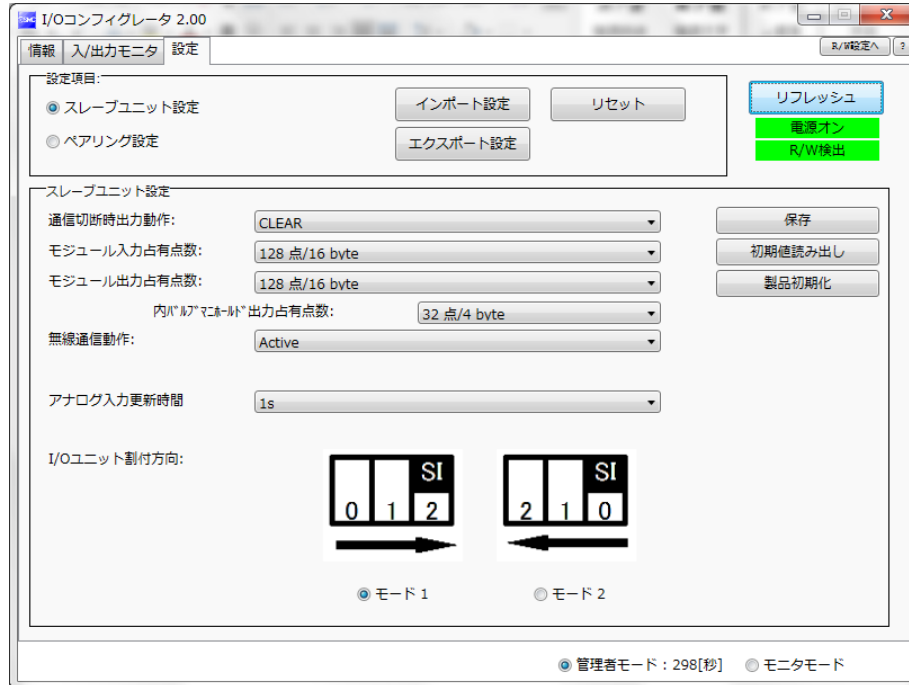 I/Oコンフィグレータ 2.00
情報 入/出力モニタ 設定 R/W設定へ ?
設定項目:
スレーブユニット設定 インポート設定 リセット リフレッシュ
ペアリング設定 エクスポート設定 電源オン
R/W検出
スレーブユニット設定
通信切断時出力動作: CLEAR 保存
モジュール入力占有点数: 128 点/16 byte 初期値読み出し
モジュール出力占有点数: 128 点/16 byte 製品初期化
内バルブマニホールド出力占有点数: 32 点/4 byte
無線通信動作: Active
アナログ入力更新時間 1s
I/Oユニット割付方向:
SI SI
0 1 2 2 1 0
モード 1 モード 2
管理者モード : 298[秒] モニタモード